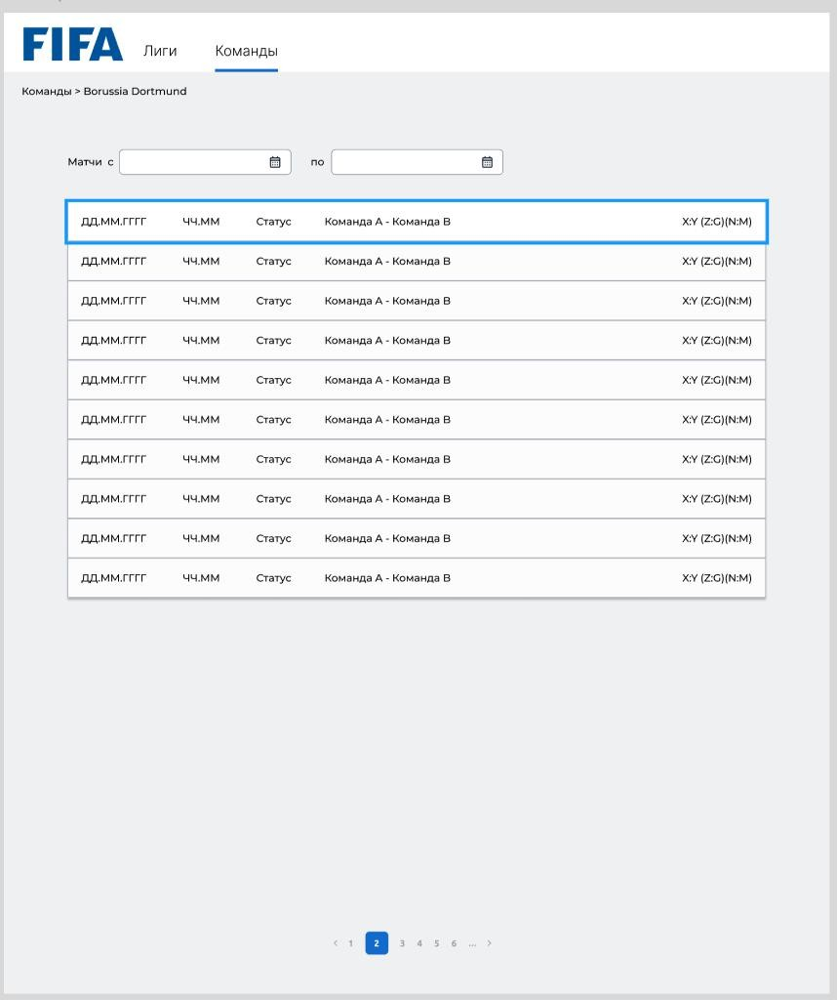 FIFA Лиги Команды
Команды > Borussia Dortmund
Матчи с по
ДД.ММ.ГГГГ ЧЧ.ММ Статус Команда А - Команда В X:Y (Z:G)(N:M)
ДД.ММ.ГГГГ ЧЧ.ММ Статус Команда А - Команда В X:Y (Z:G)(N:M)
ДД.ММ.ГГГГ ЧЧ.ММ Статус Команда А - Команда В X:Y (Z:G)(N:M)
ДД.ММ.ГГГГ ЧЧ.ММ Статус Команда А - Команда В X:Y (Z:G)(N:M)
ДД.ММ.ГГГГ ЧЧ.ММ Статус Команда А - Команда В X:Y (Z:G)(N:M)
ДД.ММ.ГГГГ ЧЧ.ММ Статус Команда А - Команда В X:Y (Z:G)(N:M)
ДД.ММ.ГГГГ ЧЧ.ММ Статус Команда А - Команда В X:Y (Z:G)(N:M)
ДД.ММ.ГГГГ ЧЧ.ММ Статус Команда А - Команда В X:Y (Z:G)(N:M)
ДД.ММ.ГГГГ ЧЧ.ММ Статус Команда А - Команда В X:Y (Z:G)(N:M)
ДД.ММ.ГГГГ ЧЧ.ММ Статус Команда А - Команда В X:Y (Z:G)(N:M)
< 1 2 3 4 5 6 ... >